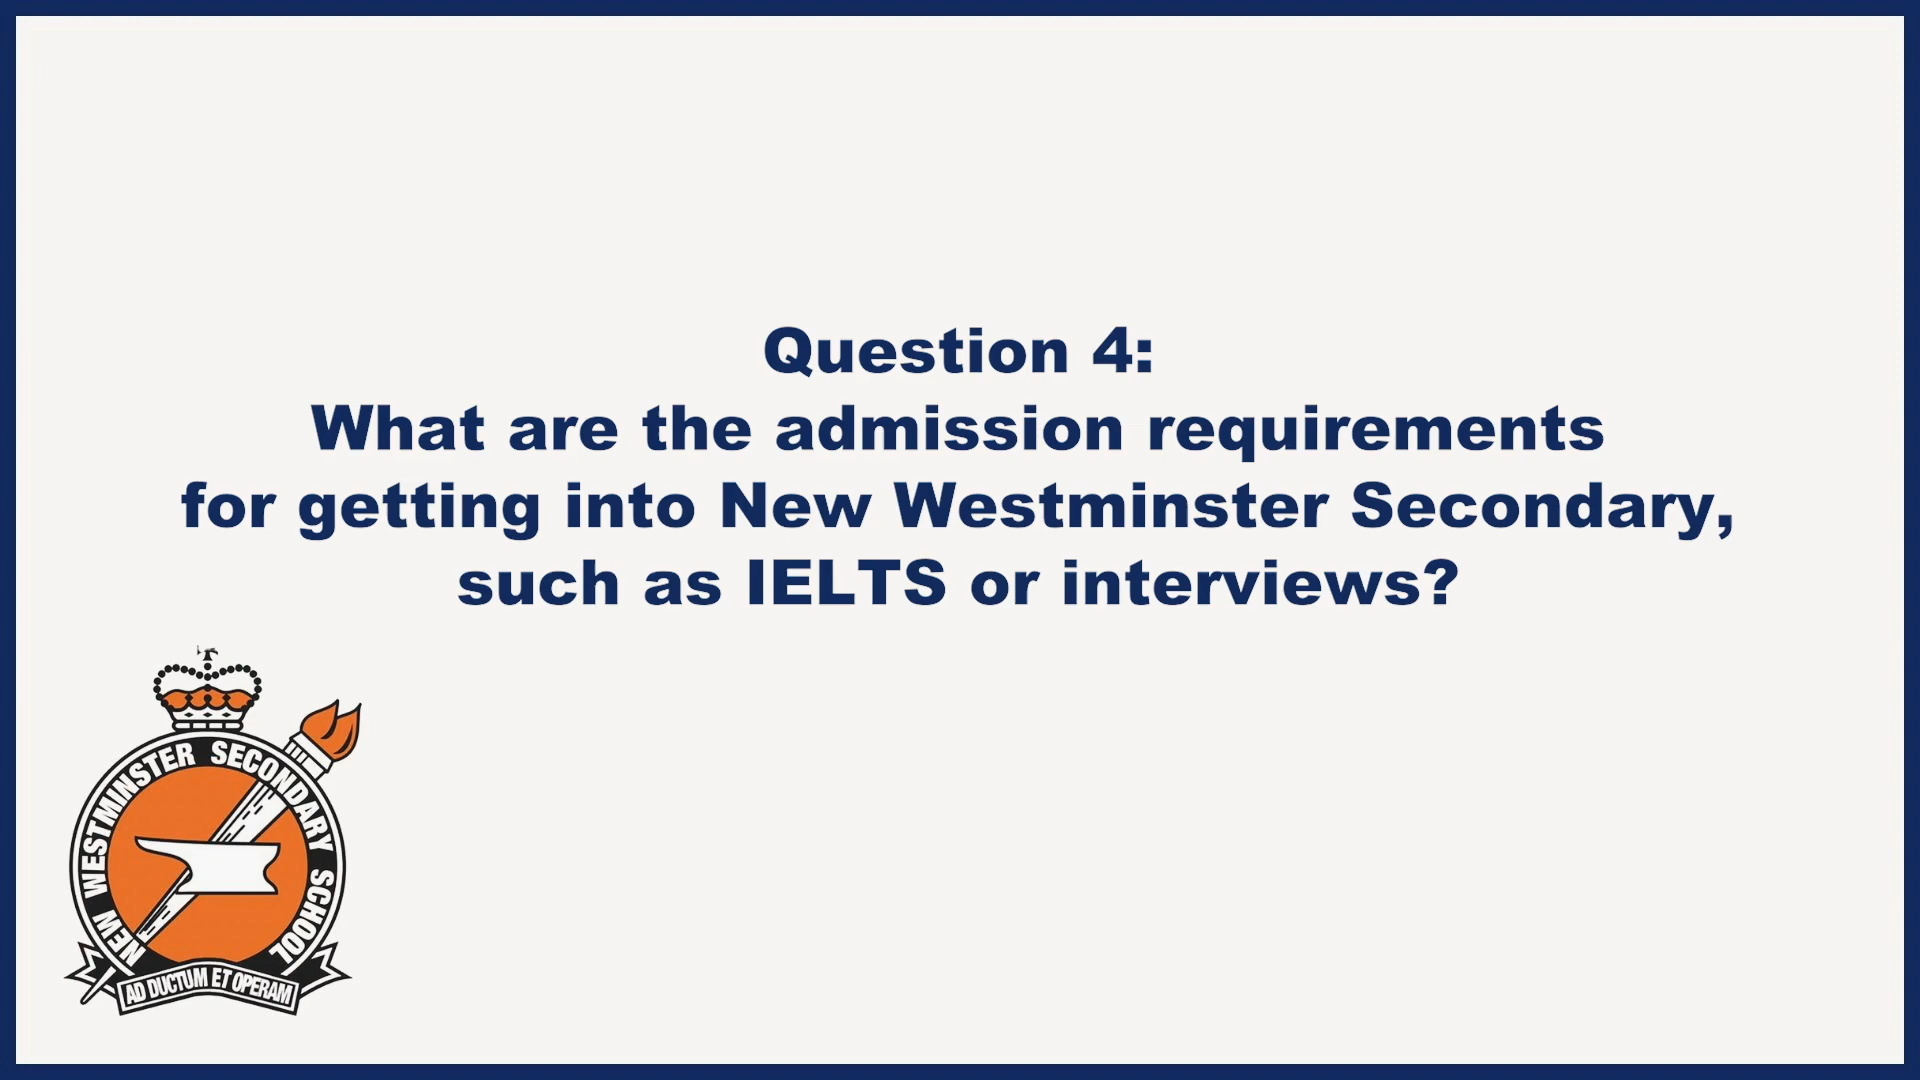 Question 4:
What are the admission requirements
for getting into New Westminster Secondary,
such as IELTS or interviews?
NEW WESTMINSTER SECONDARY SCHOOL
AD DUCTUM ET OPERAM